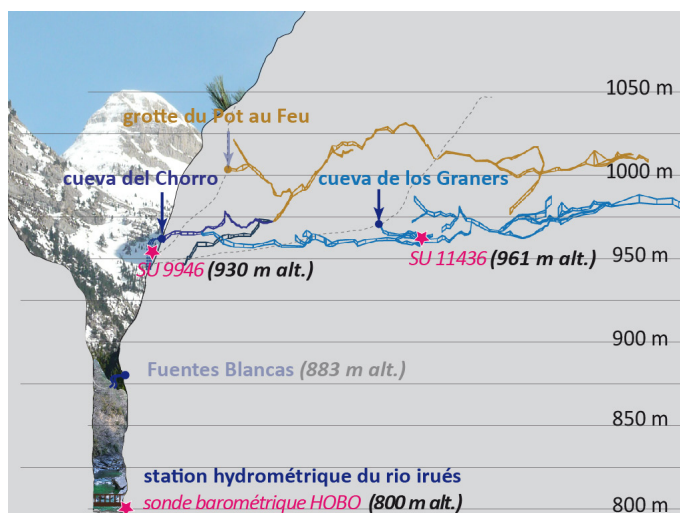 1050 m
grotte du Pot au Feu
1000 m
cueva del Chorro
cueva de los Graners
SU 9946 (930 m alt.)
SU 11436 (961 m alt.)
950 m
900 m
Fuentes Blancas (883 m alt.)
850 m
station hydrométrique du rio irués
sonde barométrique HOBO (800 m alt.)
800 m